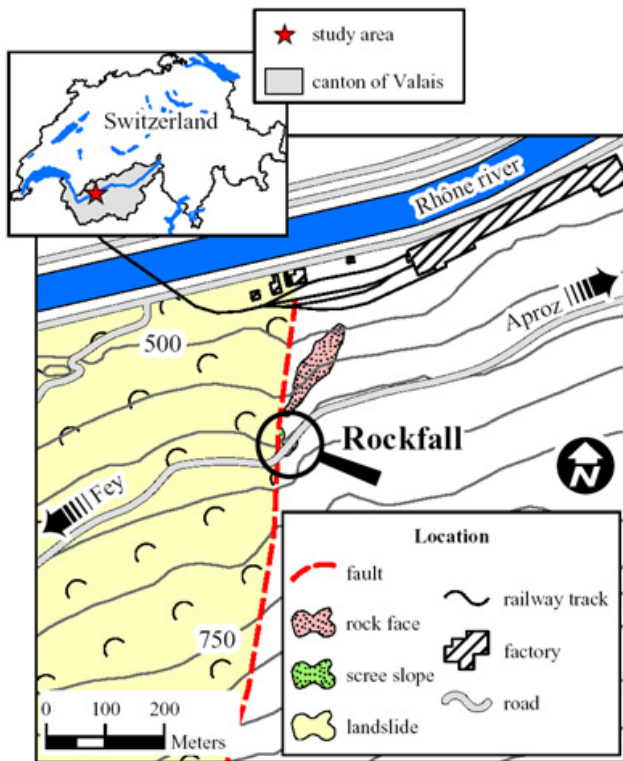 study area
canton of Valais
Switzerland
Rhône river
Aproz
500
Rockfall
N
Fey
750
Location
fault
rock face
scree slope
landslide
railway track
factory
road
0 100 200
Meters